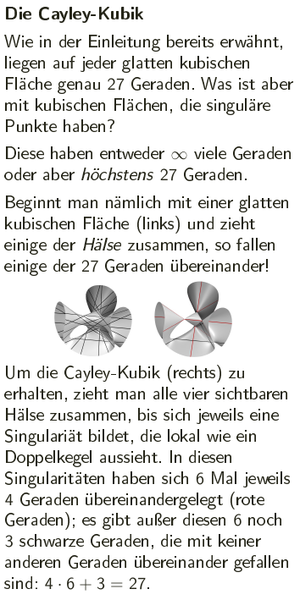 Die Cayley-Kubik
Wie in der Einleitung bereits erwähnt,
liegen auf jeder glatten kubischen
Fläche genau 27 Geraden. Was ist aber
mit kubischen Flächen, die singuläre
Punkte haben?
Diese haben entweder ∞ viele Geraden
oder aber höchstens 27 Geraden.
Beginnt man nämlich mit einer glatten
kubischen Fläche (links) und zieht
einige der Hälse zusammen, so fallen
einige der 27 Geraden übereinander!
Um die Cayley-Kubik (rechts) zu
erhalten, zieht man alle vier sichtbaren
Hälse zusammen, bis sich jeweils eine
Singulariät bildet, die lokal wie ein
Doppelkegel aussieht. In diesen
Singularitäten haben sich 6 Mal jeweils
4 Geraden übereinandergelegt (rote
Geraden); es gibt außer diesen 6 noch
3 schwarze Geraden, die mit keiner
anderen Geraden übereinander gefallen
sind: 4 · 6 + 3 = 27.